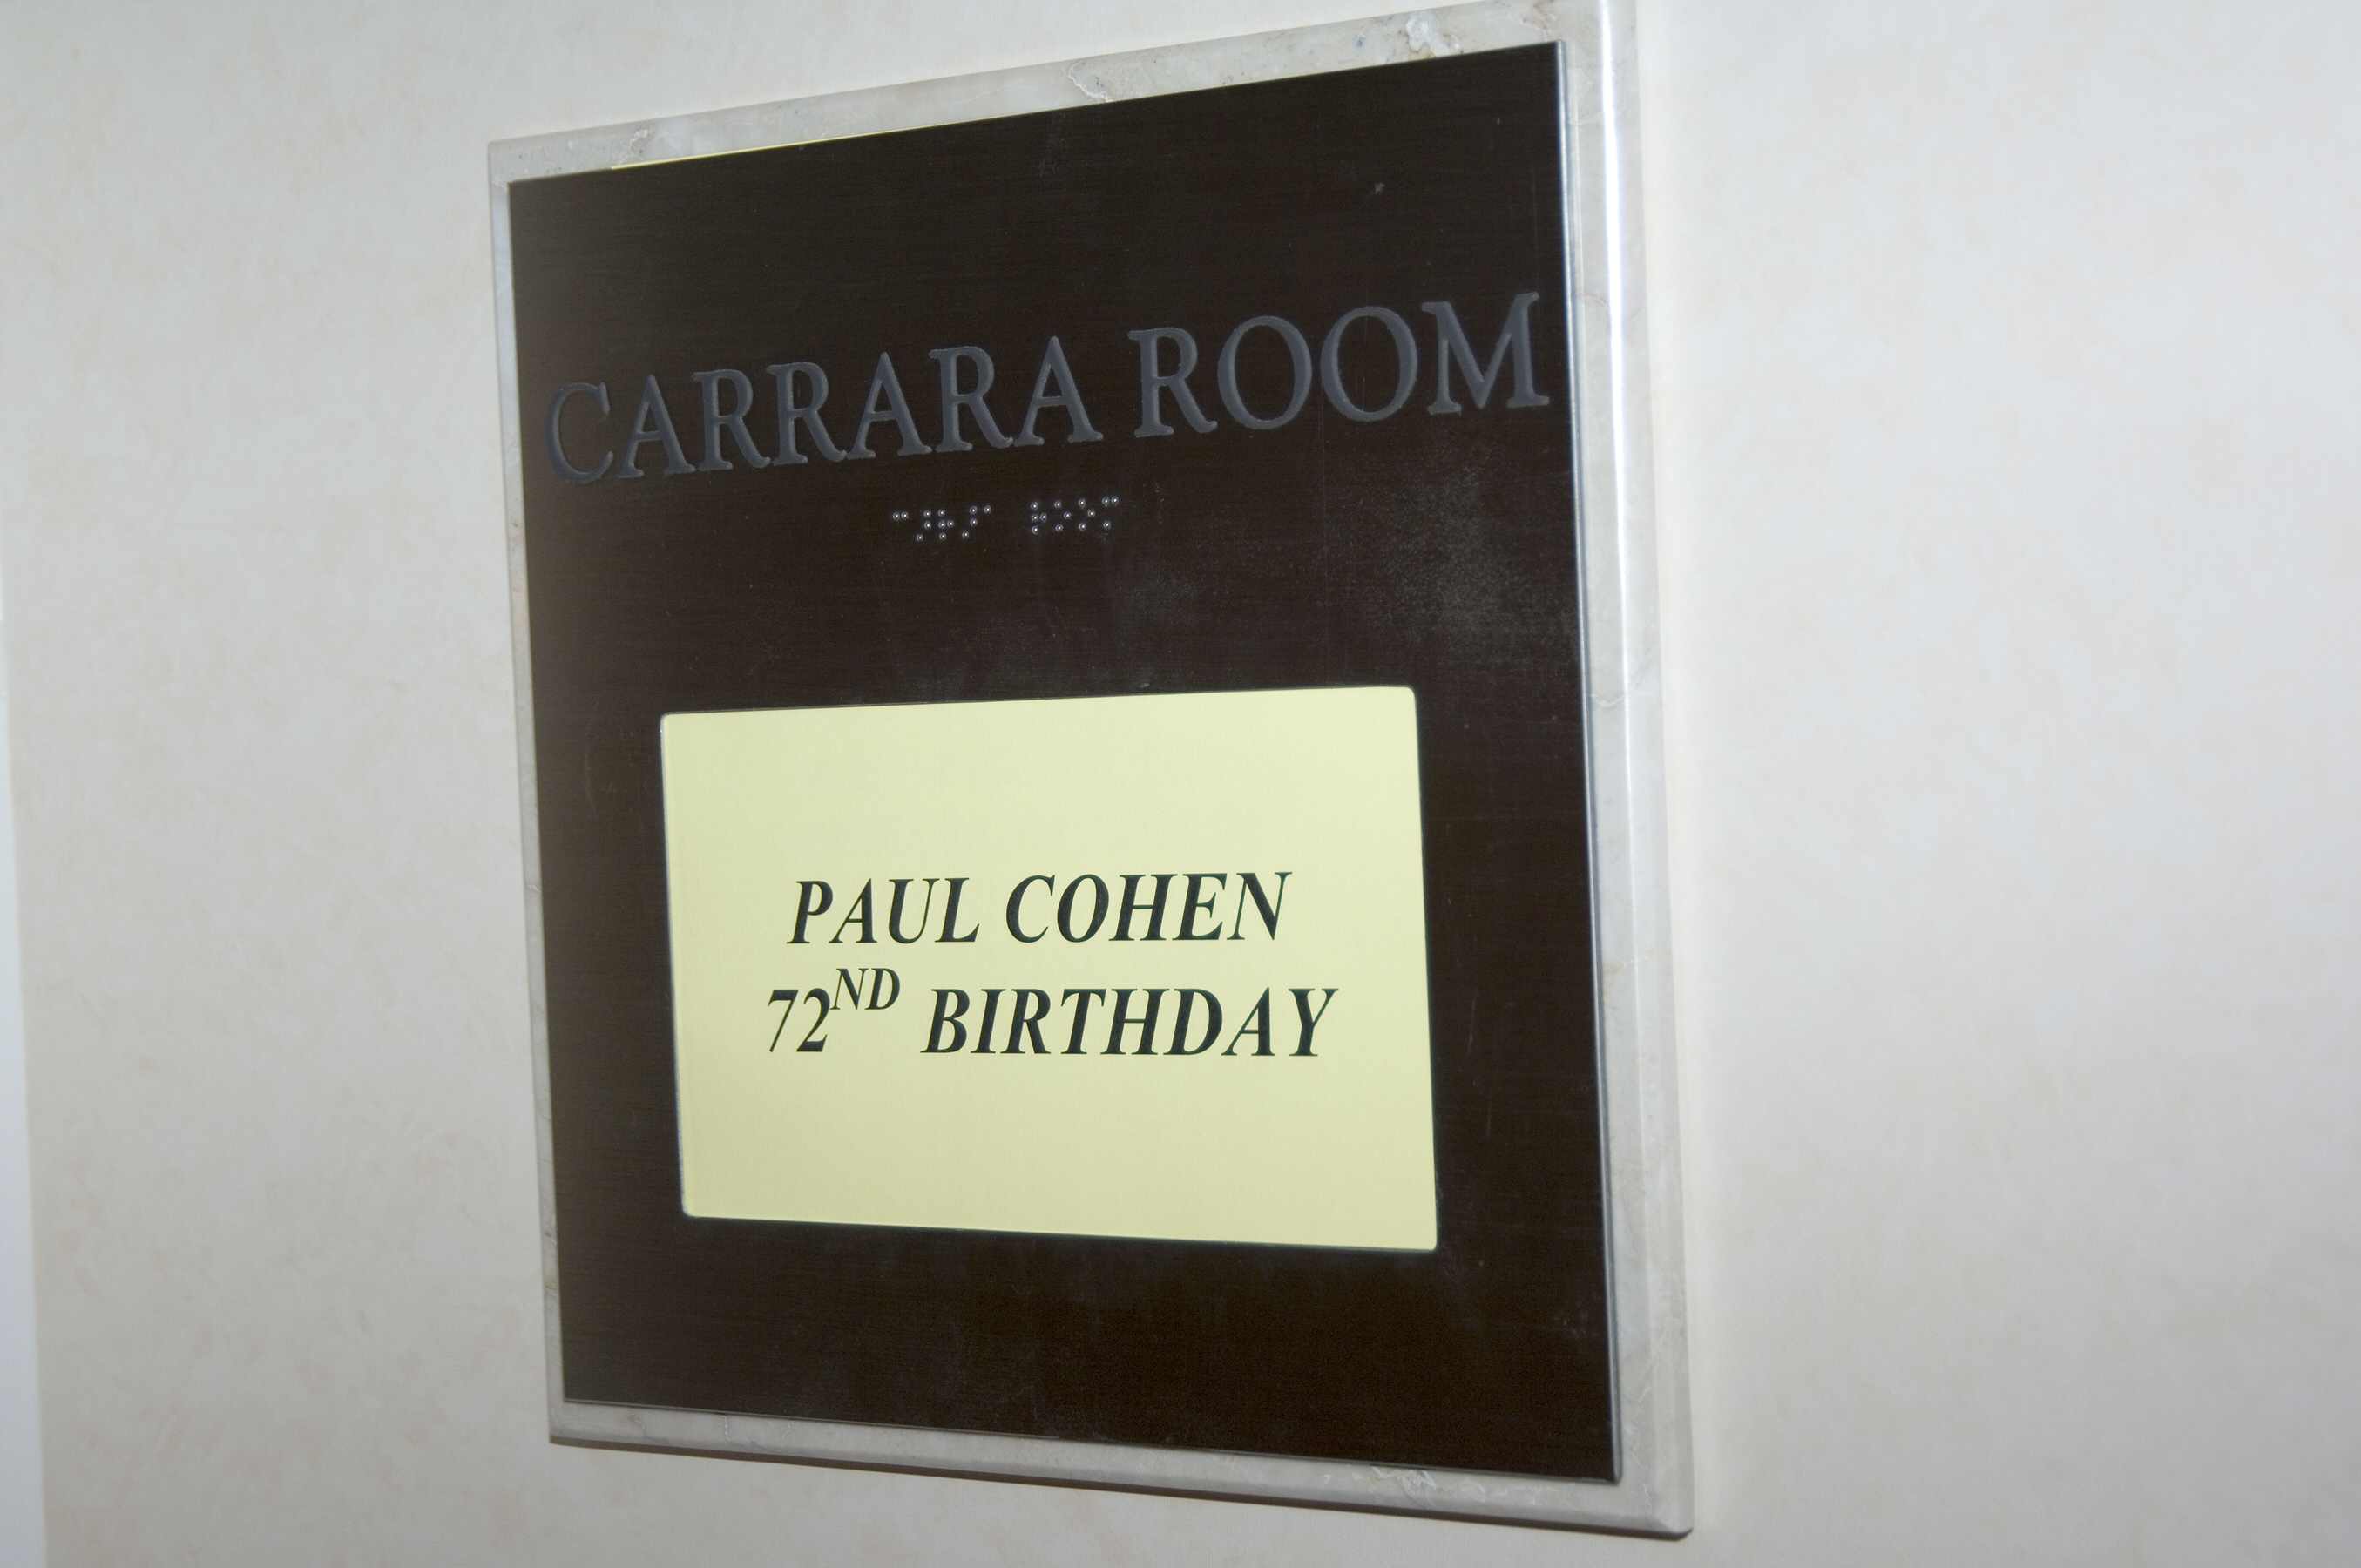 CARRARA ROOM
PAUL COHEN
72ND BIRTHDAY